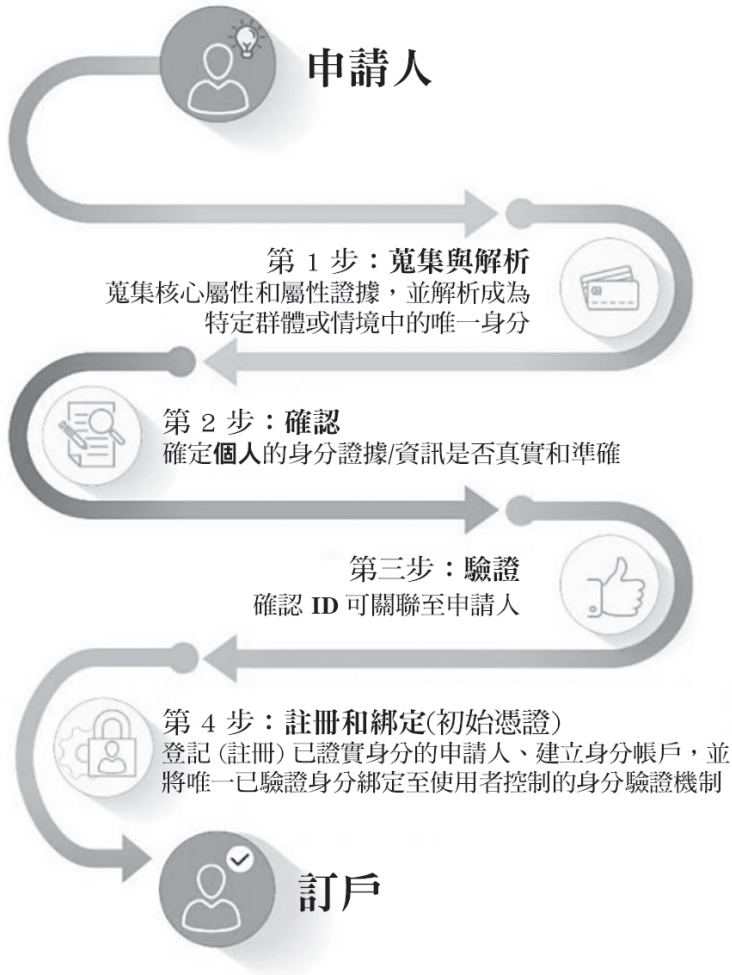 申請人
第 1 步：蒐集與解析
蒐集核心屬性和屬性證據，並解析成為
特定群體或情境中的唯一身分
第 2 步：確認
確定個人的身分證據/資訊是否真實和準確
第三步：驗證
確認 ID 可關聯至申請人
第 4 步：註冊和綁定(初始憑證)
登記 (註冊) 已證實身分的申請人、建立身分帳戶，並
將唯一已驗證身分綁定至使用者控制的身分驗證機制
訂戶